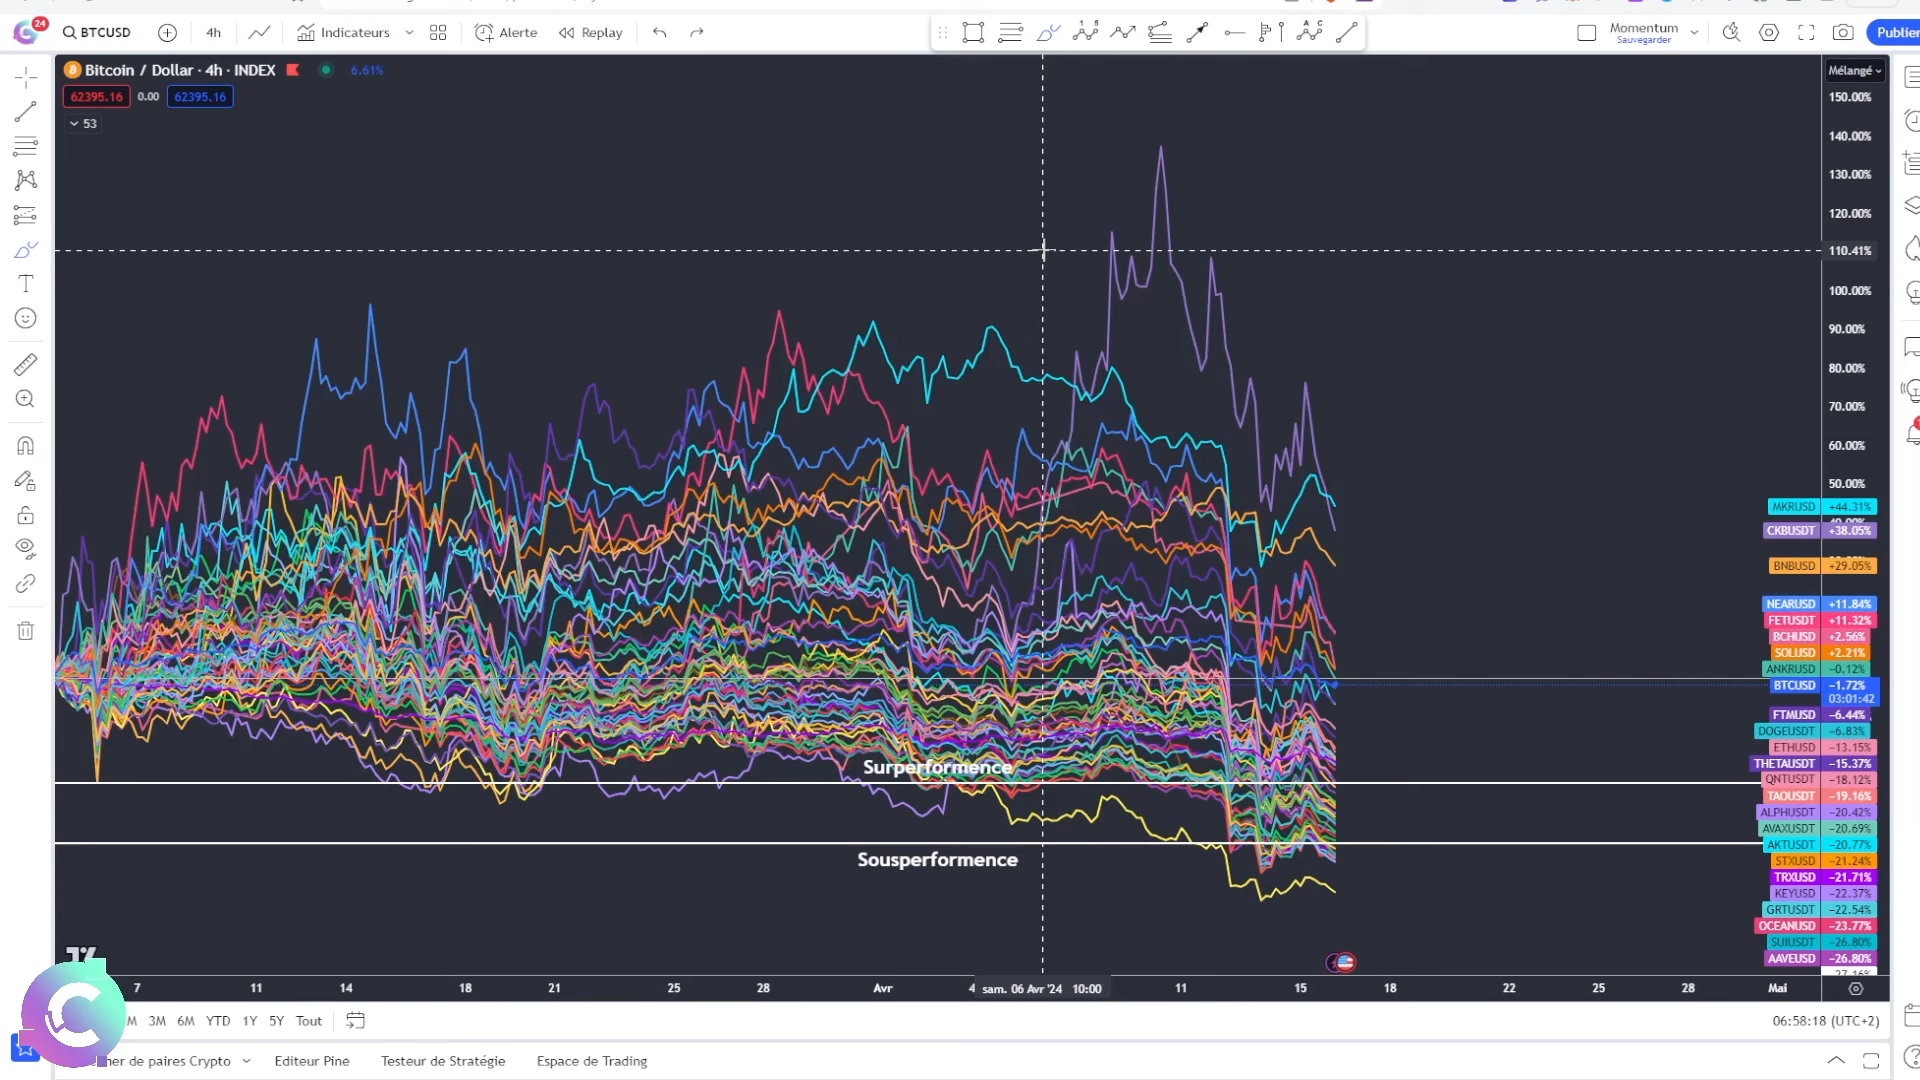 24
BTCUSD
4h
Indicateurs
Alerte
Replay
Momentum
Sauvegarder
Publier
Bitcoin / Dollar · 4h · INDEX
6.61%
62395.16
0.00
62395.16
53
Mélangé
150.00%
140.00%
130.00%
120.00%
110.41%
100.00%
90.00%
80.00%
70.00%
60.00%
50.00%
MKRUSD +44.31%
CKBUSDT +38.05%
BNBUSD +29.05%
NEARUSD +11.84%
FETUSDT +11.32%
BCHUSD +2.56%
SOLUSD +2.21%
ANKRUSD −0.12%
BTCUSD −1.72%
03:01:42
FTMUSD −6.44%
DOGEUSDT −6.83%
ETHUSD −13.15%
THETAUSDT −15.37%
QNTUSDT −18.12%
TAOUSDT −19.16%
ALPHUSDT −20.42%
AVAXUSDT −20.69%
AKTUSDT −20.77%
STXUSD −21.24%
TRXUSD −21.71%
KEYUSD −22.37%
GRTUSDT −22.54%
OCEANUSD −23.77%
SUIUSDT −26.80%
AAVEUSD −26.80%
Surperformence
Sousperformence
7
11
14
18
21
25
28
Avr
4
sam. 06 Avr '24 10:00
11
15
18
22
25
28
Mai
M
3M
6M
YTD
1Y
5Y
Tout
06:58:18 (UTC+2)
de paires Crypto
Editeur Pine
Testeur de Stratégie
Espace de Trading